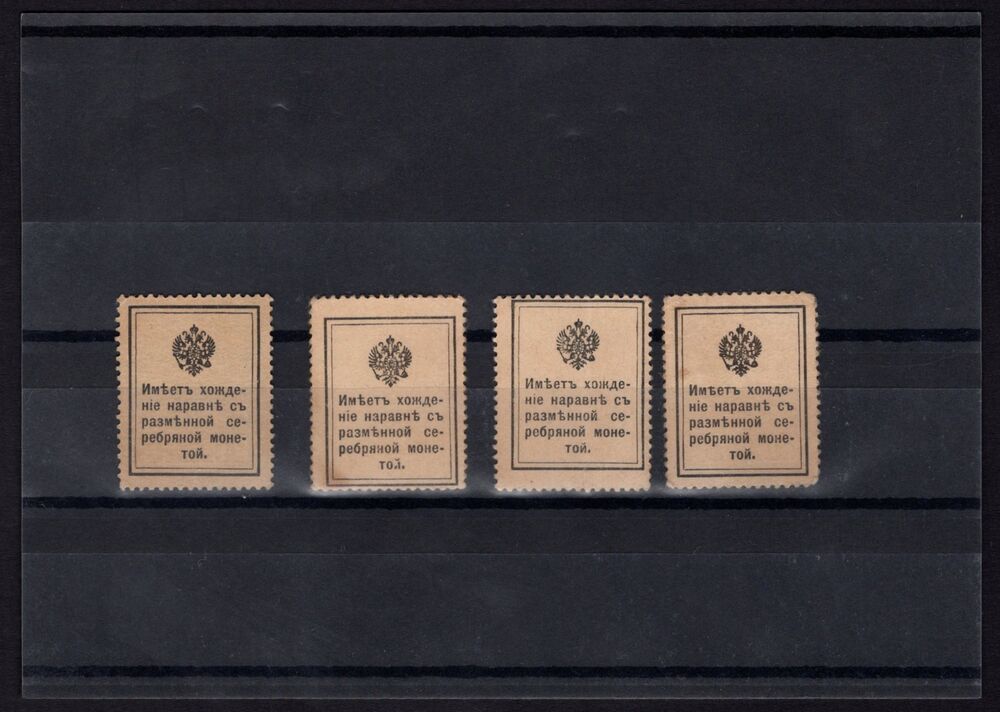 Имѣетъ хожде-
ніе наравнѣ съ
размѣнной се-
ребряной моне-
той.
Имѣетъ хожде-
ніе наравнѣ съ
размѣнной се-
ребряной моне-
той.
Имѣетъ хожде-
ніе наравнѣ съ
размѣнной се-
ребряной моне-
той.
Имѣетъ хожде-
ніе наравнѣ съ
размѣнной се-
ребряной моне-
той.